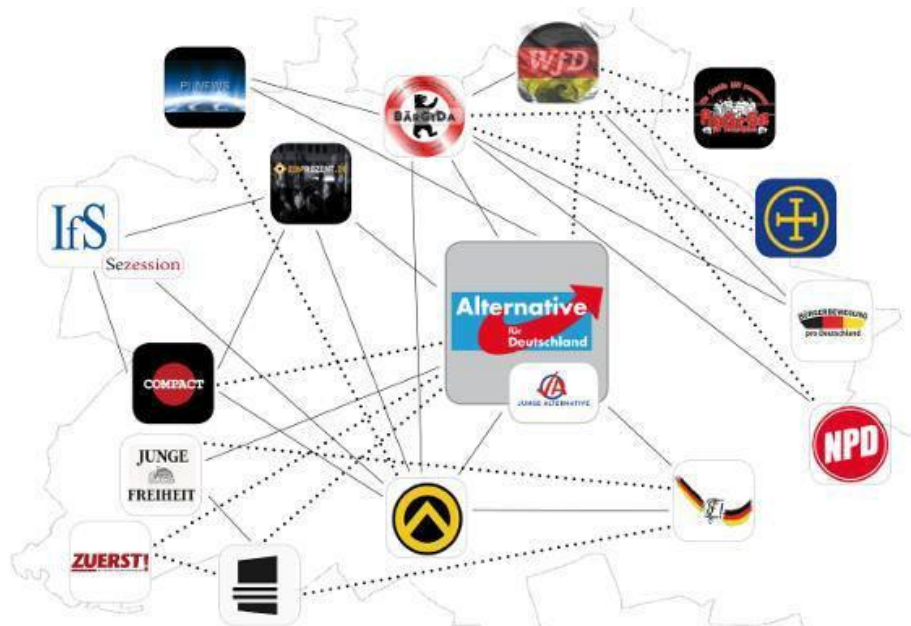 PI NEWS
BÄRGIDA
WfD
EINPROZENT.DE
IfS
Sezession
Alternative
für
Deutschland
JUNGE ALTERNATIVE
BÜRGERBEWEGUNG
pro Deutschland
COMPACT
NPD
JUNGE
FREIHEIT
ZUERST!